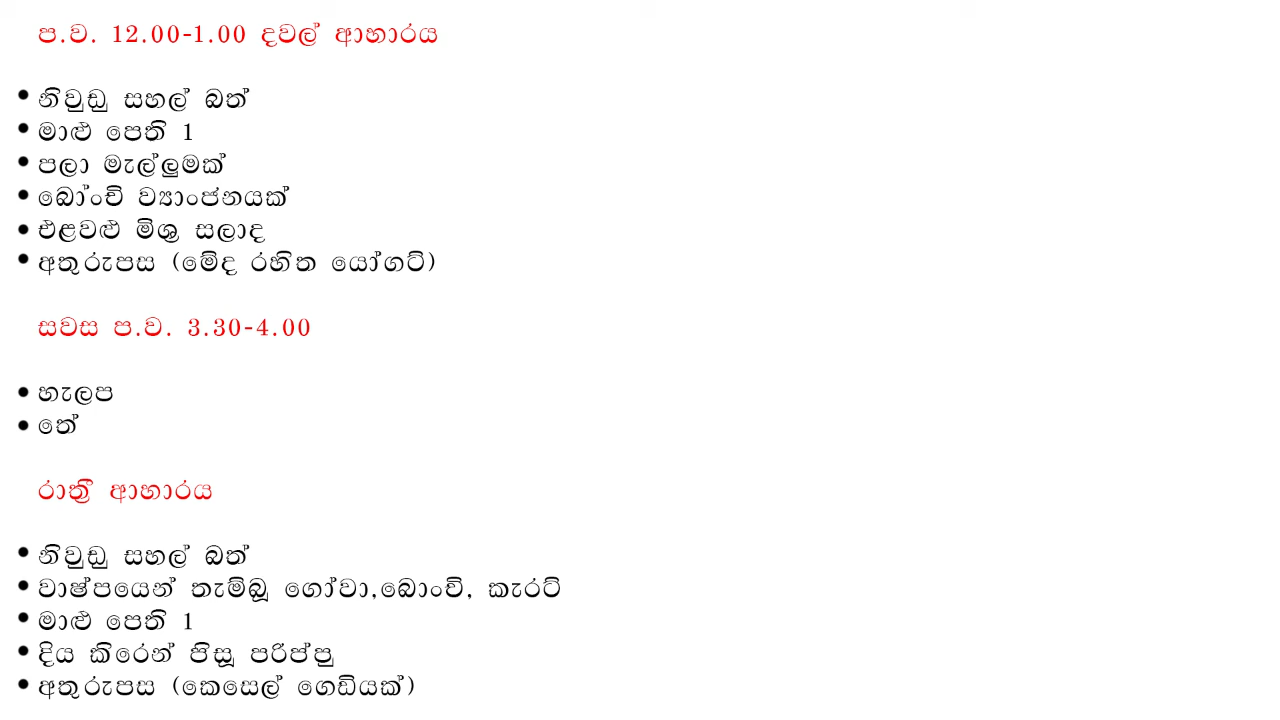 ප.ව. 12.00-1.00 දවල් ආහාරය
• නිවුඩු සහල් බත්
• මාළු පෙති 1
• පලා මැල්ලුමක්
• බෝංචි ව්‍යාංජනයක්
• එළවළු මිශ්‍ර සලාද
• අතුරුපස (මේද රහිත යෝගට්)
සවස ප.ව. 3.30-4.00
• හැලප
• තේ
රාත්‍රී ආහාරය
• නිවුඩු සහල් බත්
• වාෂ්පයෙන් තැම්බූ ගෝවා,බොංචි, කැරට්
• මාළු පෙති 1
• දිය කිරෙන් පිසූ පරිප්පු
• අතුරුපස (කෙසෙල් ගෙඩියක්)